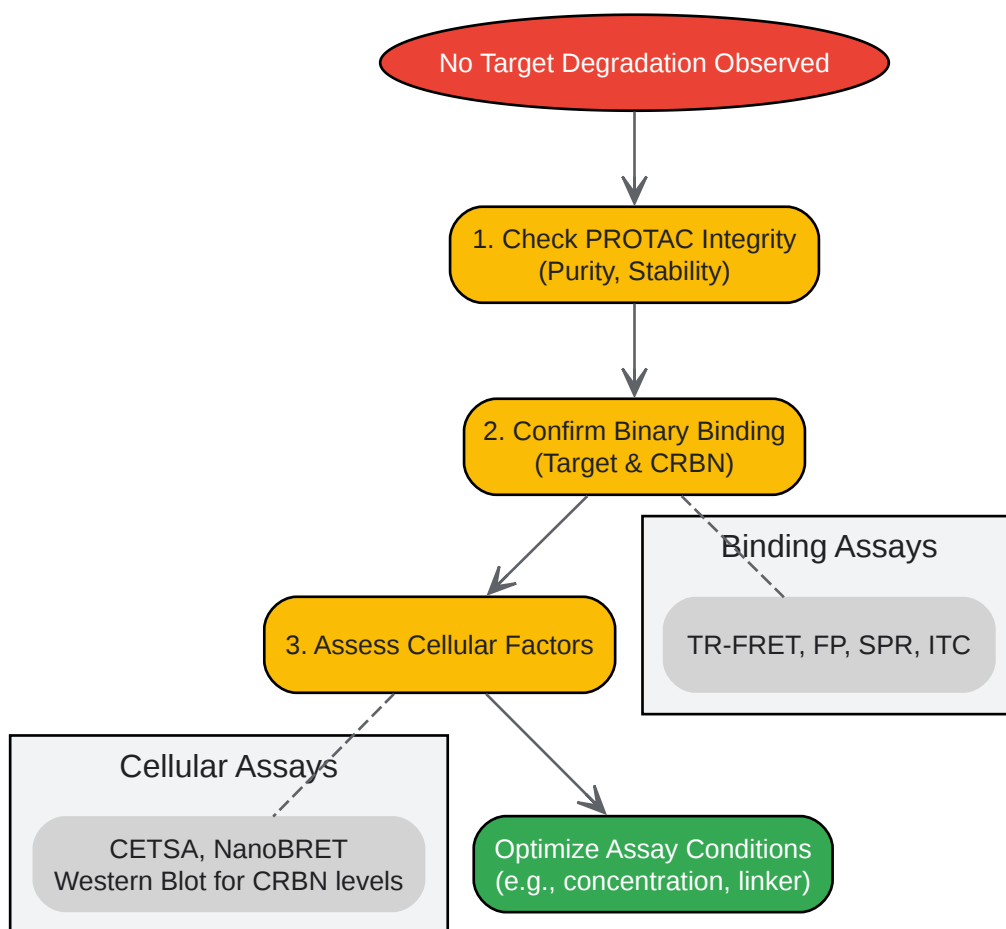 No Target Degradation Observed
1. Check PROTAC Integrity
(Purity, Stability)
2. Confirm Binary Binding
(Target & CRBN)
Binding Assays
TR-FRET, FP, SPR, ITC
3. Assess Cellular Factors
Cellular Assays
CETSA, NanoBRET
Western Blot for CRBN levels
Optimize Assay Conditions
(e.g., concentration, linker)